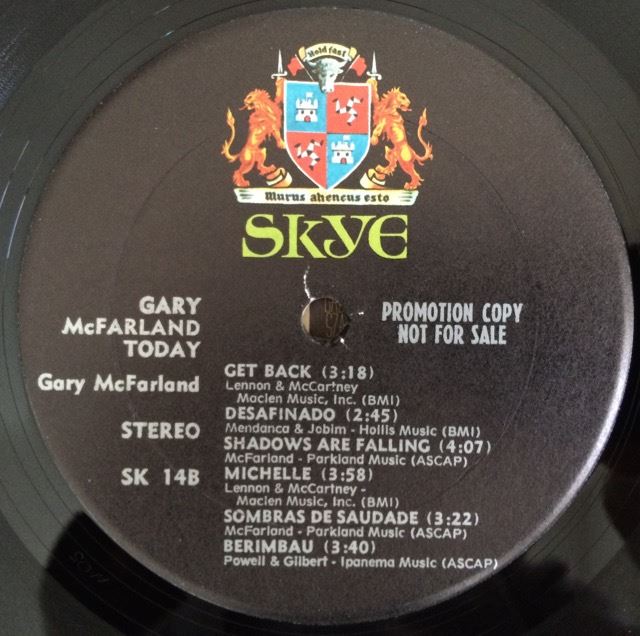 Hold fast
Murus aheneus esto
SKYE
GARY
McFARLAND
TODAY
PROMOTION COPY
NOT FOR SALE
Gary McFarland
STEREO
SK 14B
GET BACK (3:18)
Lennon & McCartney
Maclen Music, Inc. (BMI)
DESAFINADO (2:45)
Mendanca & Jobim - Hollis Music (BMI)
SHADOWS ARE FALLING (4:07)
McFarland - Parkland Music (ASCAP)
MICHELLE (3:58)
Lennon & McCartney -
Maclen Music, Inc. (BMI)
SOMBRAS DE SAUDADE (3:22)
McFarland - Parkland Music (ASCAP)
BERIMBAU (3:40)
Powell & Gilbert - Ipanema Music (ASCAP)